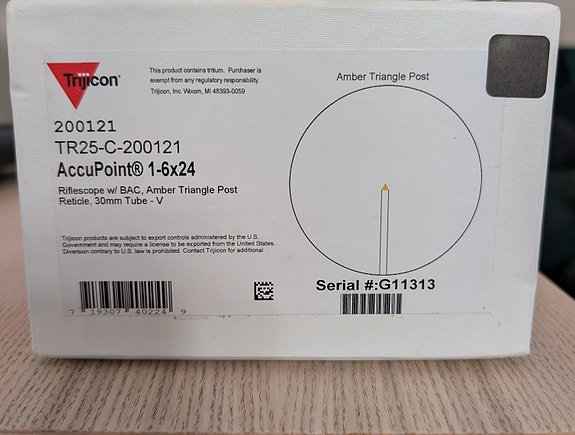 Trijicon®
This product contains tritium. Purchaser is
exempt from any regulatory responsibility.
Trijicon, Inc. Wixom, MI 48393-0059
200121
TR25-C-200121
AccuPoint® 1-6x24
Riflescope w/ BAC, Amber Triangle Post
Reticle, 30mm Tube - V
Trijicon products are subject to export controls administered by the U.S.
Government and may require a license to be exported from the United States.
Diversion contrary to U.S. law is prohibited. Contact Trijicon for additional
7 19307 40224 9
Amber Triangle Post
Serial #:G11313